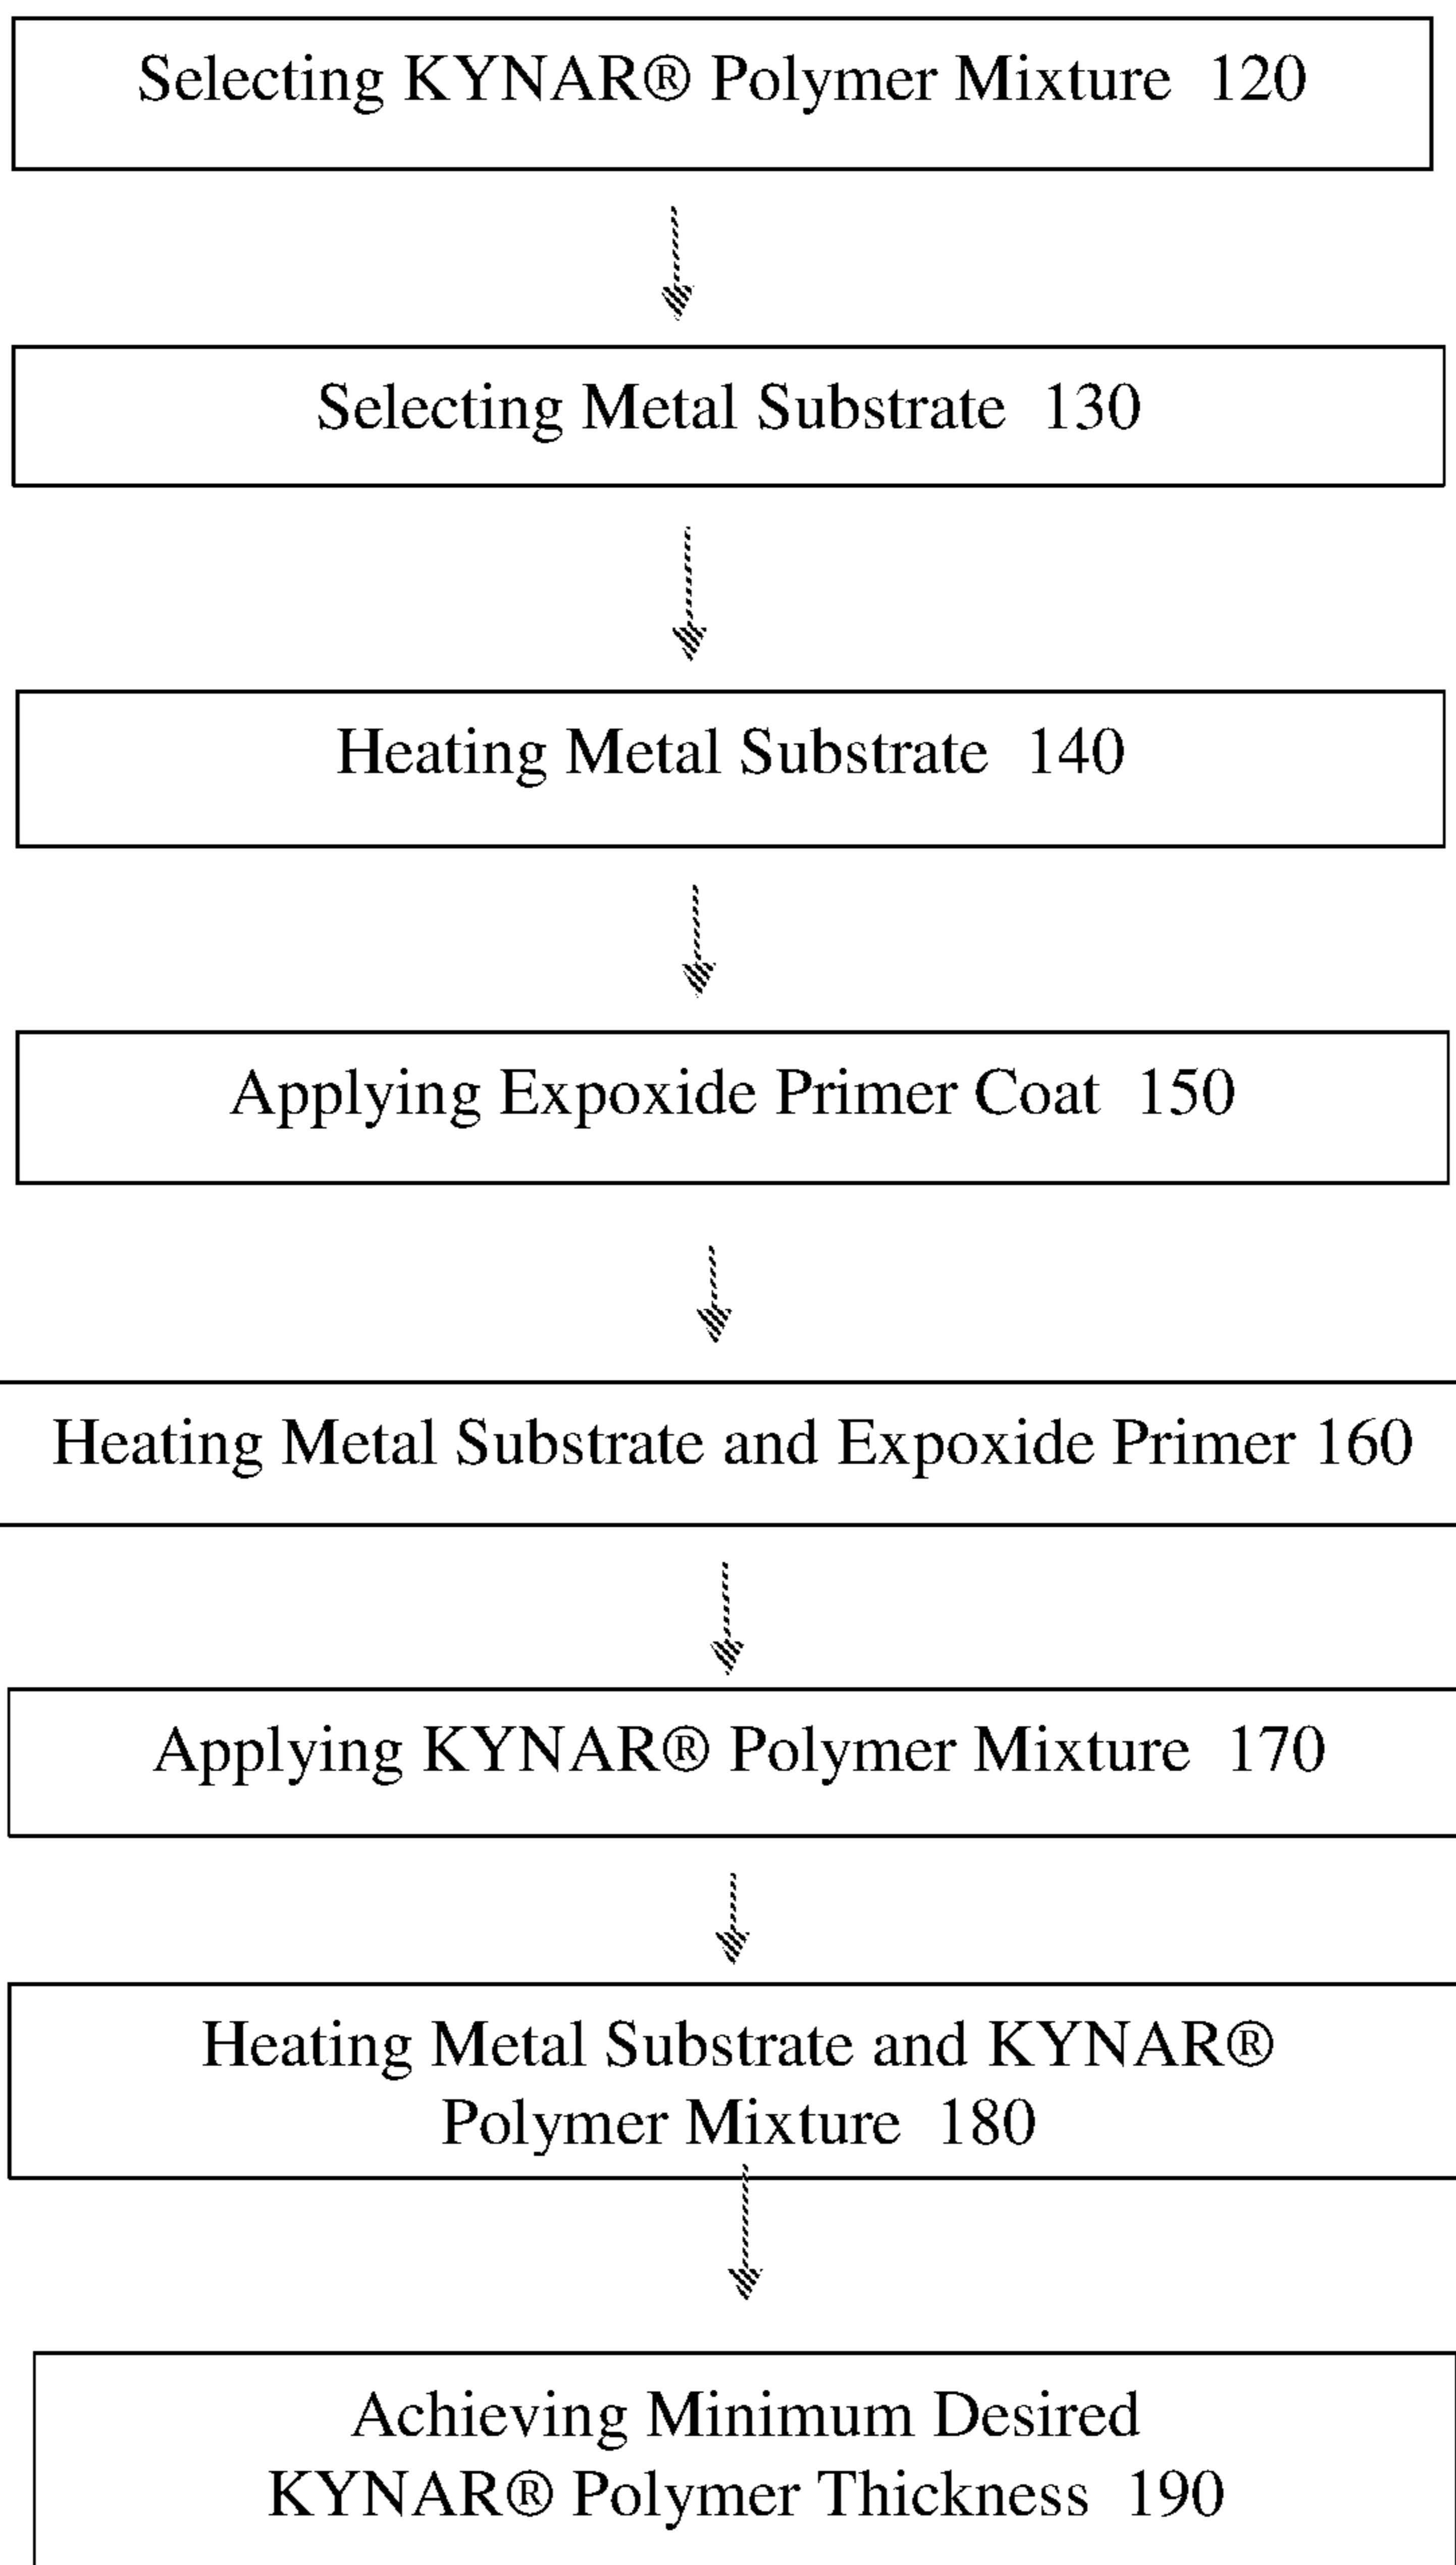 Selecting KYNAR® Polymer Mixture 120
Selecting Metal Substrate 130
Heating Metal Substrate 140
Applying Expoxide Primer Coat 150
Heating Metal Substrate and Expoxide Primer 160
Applying KYNAR® Polymer Mixture 170
Heating Metal Substrate and KYNAR®
Polymer Mixture 180
Achieving Minimum Desired
KYNAR® Polymer Thickness 190